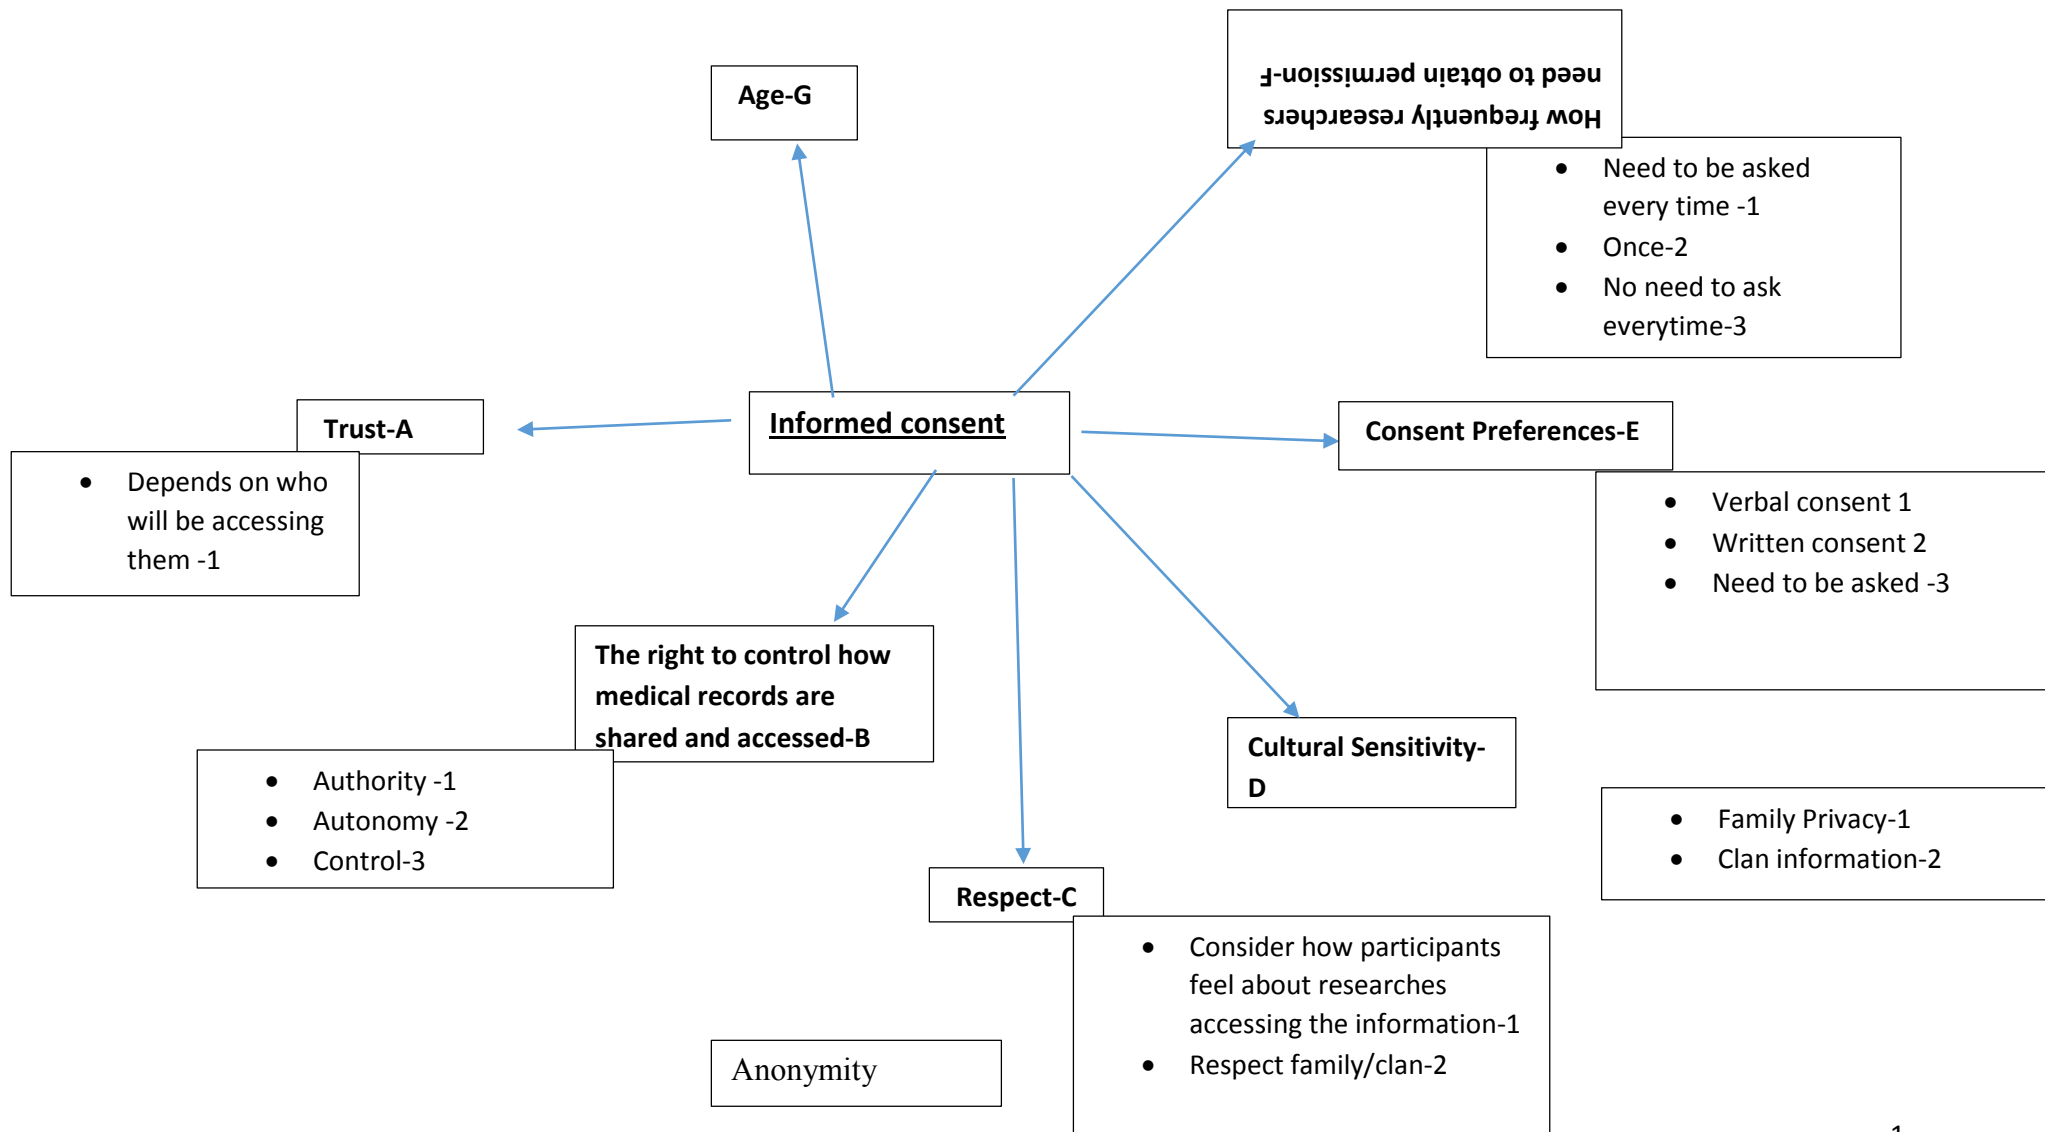 How frequently researchers
need to obtain permission-F
Age-G
• Need to be asked
every time -1
• Once-2
• No need to ask
everytime-3
Informed consent
Trust-A
• Depends on who
will be accessing
them -1
Consent Preferences-E
• Verbal consent 1
• Written consent 2
• Need to be asked -3
The right to control how
medical records are
shared and accessed-B
• Authority -1
• Autonomy -2
• Control-3
Cultural Sensitivity-
D
• Family Privacy-1
• Clan information-2
Respect-C
• Consider how participants
feel about researches
accessing the information-1
• Respect family/clan-2
Anonymity
1